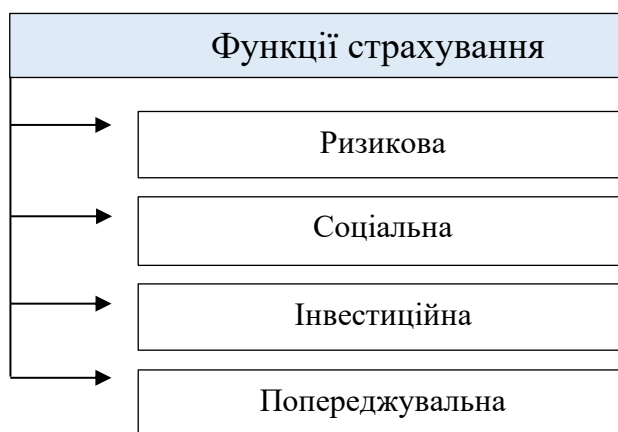 Функції страхування
Ризикова
Соціальна
Інвестиційна
Попереджувальна